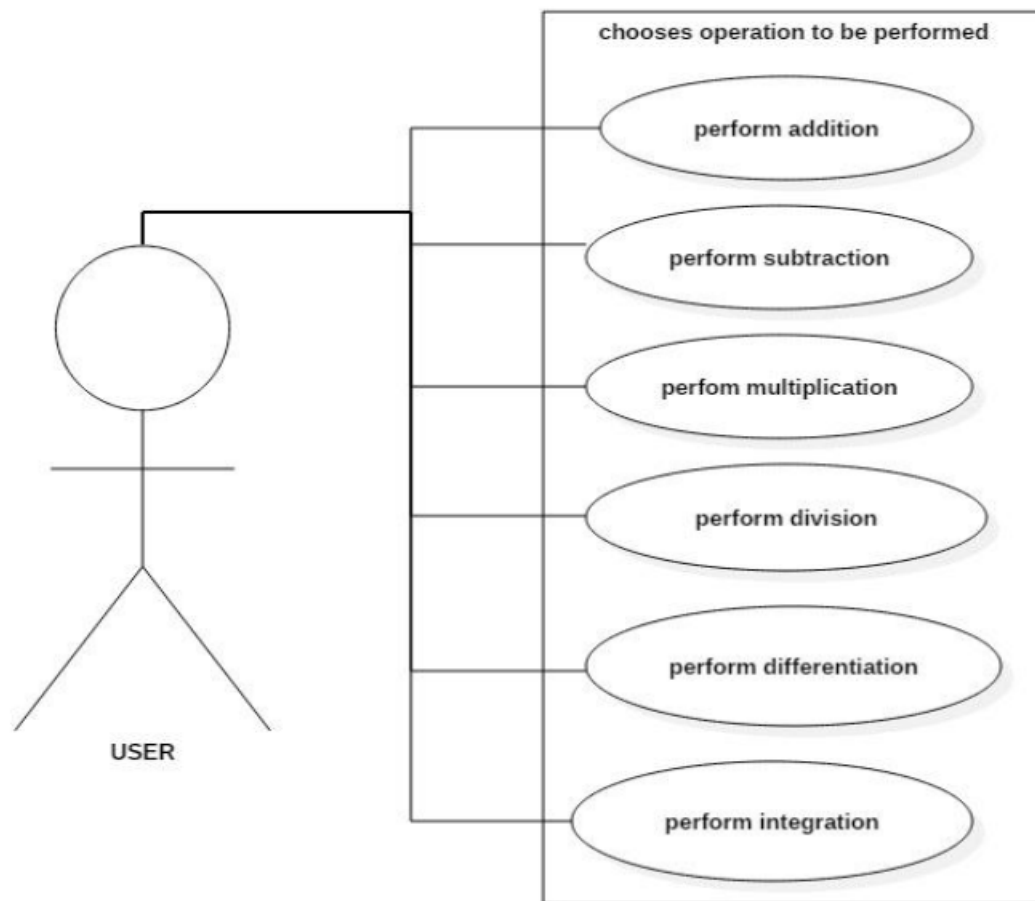 chooses operation to be performed
perform addition
perform subtraction
perfom multiplication
perform division
perform differentiation
perform integration
USER